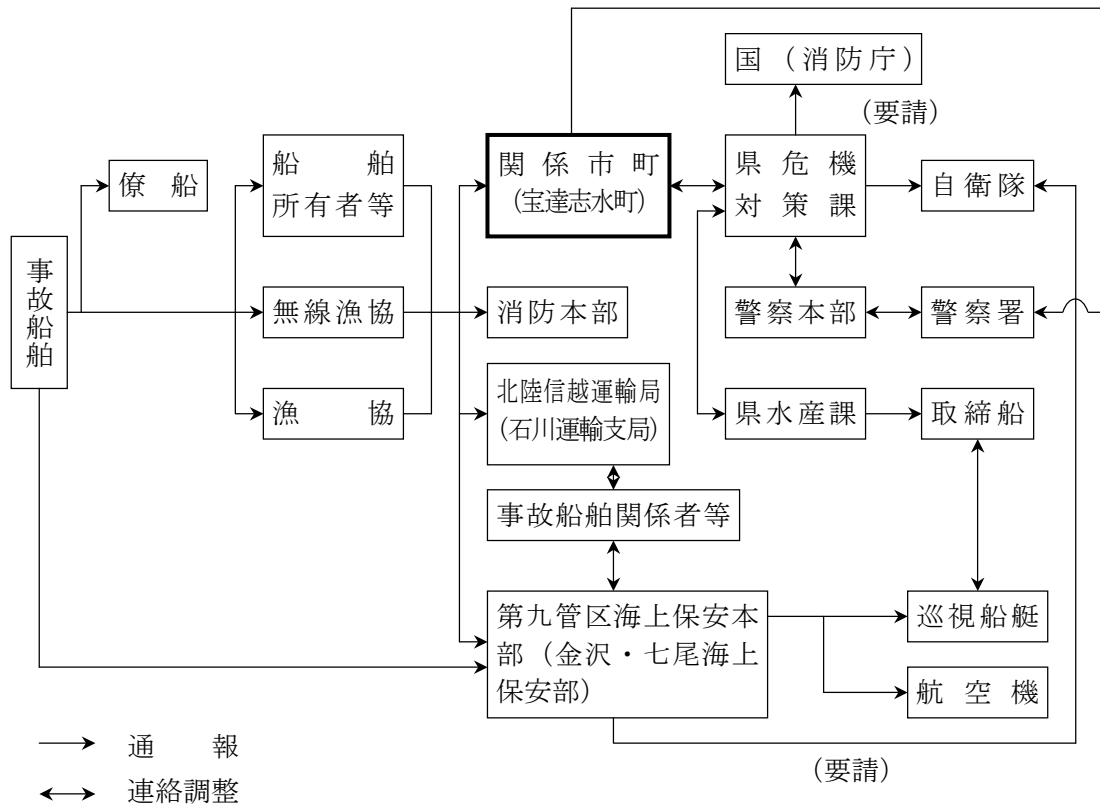 国（消防庁）
（要請）
船舶
所有者等
関係市町
（宝達志水町）
県危機
対策課
僚船
自衛隊
事故船舶
無線漁協
消防本部
警察本部
警察署
北陸信越運輸局
（石川運輸支局）
漁協
県水産課
取締船
事故船舶関係者等
第九管区海上保安本
部（金沢・七尾海上
保安部）
巡視船艇
航空機
通報
（要請）
連絡調整